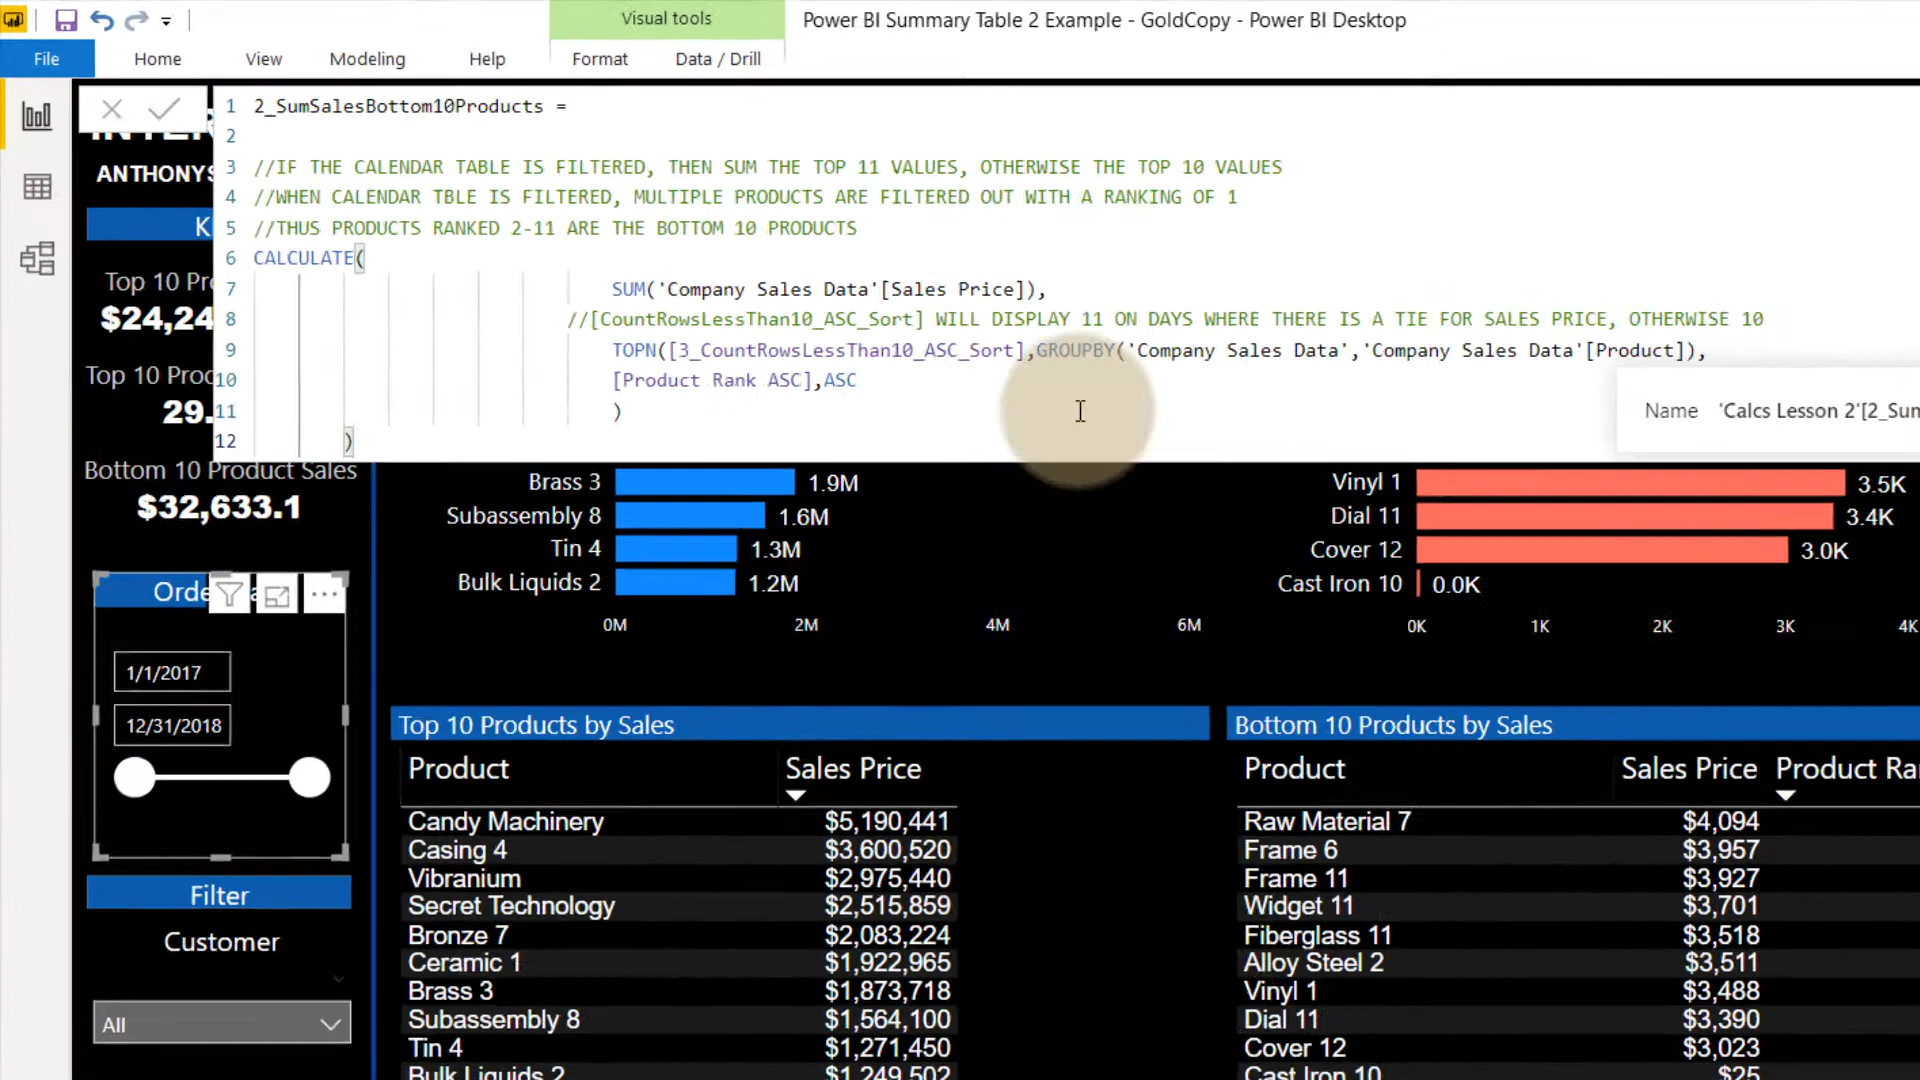 Visual tools
Power BI Summary Table 2 Example - GoldCopy - Power BI Desktop
File
Home
View
Modeling
Help
Format
Data / Drill
1 2_SumSalesBottom10Products =
2
3 //IF THE CALENDAR TABLE IS FILTERED, THEN SUM THE TOP 11 VALUES, OTHERWISE THE TOP 10 VALUES
4 //WHEN CALENDAR TBLE IS FILTERED, MULTIPLE PRODUCTS ARE FILTERED OUT WITH A RANKING OF 1
5 //THUS PRODUCTS RANKED 2-11 ARE THE BOTTOM 10 PRODUCTS
6 CALCULATE(
7 SUM('Company Sales Data'[Sales Price]),
8 //[CountRowsLessThan10_ASC_Sort] WILL DISPLAY 11 ON DAYS WHERE THERE IS A TIE FOR SALES PRICE, OTHERWISE 10
9 TOPN([3_CountRowsLessThan10_ASC_Sort],GROUPBY('Company Sales Data','Company Sales Data'[Product]),
10 [Product Rank ASC],ASC
11 )
12 )
Name 'Calcs Lesson 2'[2_Sum
ANTHONYS
K
Top 10 Pro
$24,24
Top 10 Prod
29.
Bottom 10 Product Sales
$32,633.1
Orde
1/1/2017
12/31/2018
Filter
Customer
All
Brass 3 1.9M
Subassembly 8 1.6M
Tin 4 1.3M
Bulk Liquids 2 1.2M
0M 2M 4M 6M
Vinyl 1 3.5K
Dial 11 3.4K
Cover 12 3.0K
Cast Iron 10 0.0K
0K 1K 2K 3K 4K
Top 10 Products by Sales
Product Sales Price
Candy Machinery $5,190,441
Casing 4 $3,600,520
Vibranium $2,975,440
Secret Technology $2,515,859
Bronze 7 $2,083,224
Ceramic 1 $1,922,965
Brass 3 $1,873,718
Subassembly 8 $1,564,100
Tin 4 $1,271,450
Bulk Liquids 2 $1,249,502
Bottom 10 Products by Sales
Product Sales Price Product Ra
Raw Material 7 $4,094
Frame 6 $3,957
Frame 11 $3,927
Widget 11 $3,701
Fiberglass 11 $3,518
Alloy Steel 2 $3,511
Vinyl 1 $3,488
Dial 11 $3,390
Cover 12 $3,023
Cast Iron 10 $25